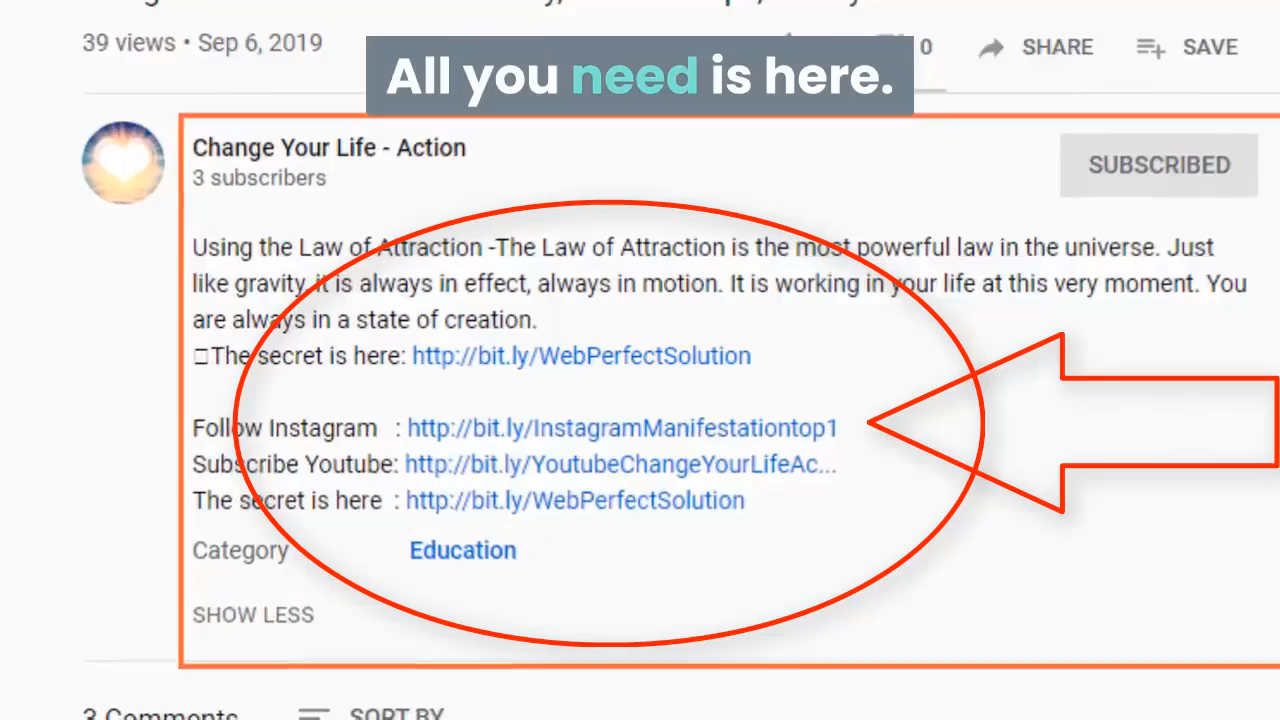 39 views • Sep 6, 2019
0
SHARE
SAVE
All you need is here.
Change Your Life - Action
3 subscribers
SUBSCRIBED
Using the Law of Attraction -The Law of Attraction is the most powerful law in the universe. Just
like gravity, it is always in effect, always in motion. It is working in your life at this very moment. You
are always in a state of creation.
□The secret is here: http://bit.ly/WebPerfectSolution
Follow Instagram : http://bit.ly/InstagramManifestationtop1
Subscribe Youtube: http://bit.ly/YoutubeChangeYourLifeAc...
The secret is here : http://bit.ly/WebPerfectSolution
Category Education
SHOW LESS
3 Comments
SORT BY